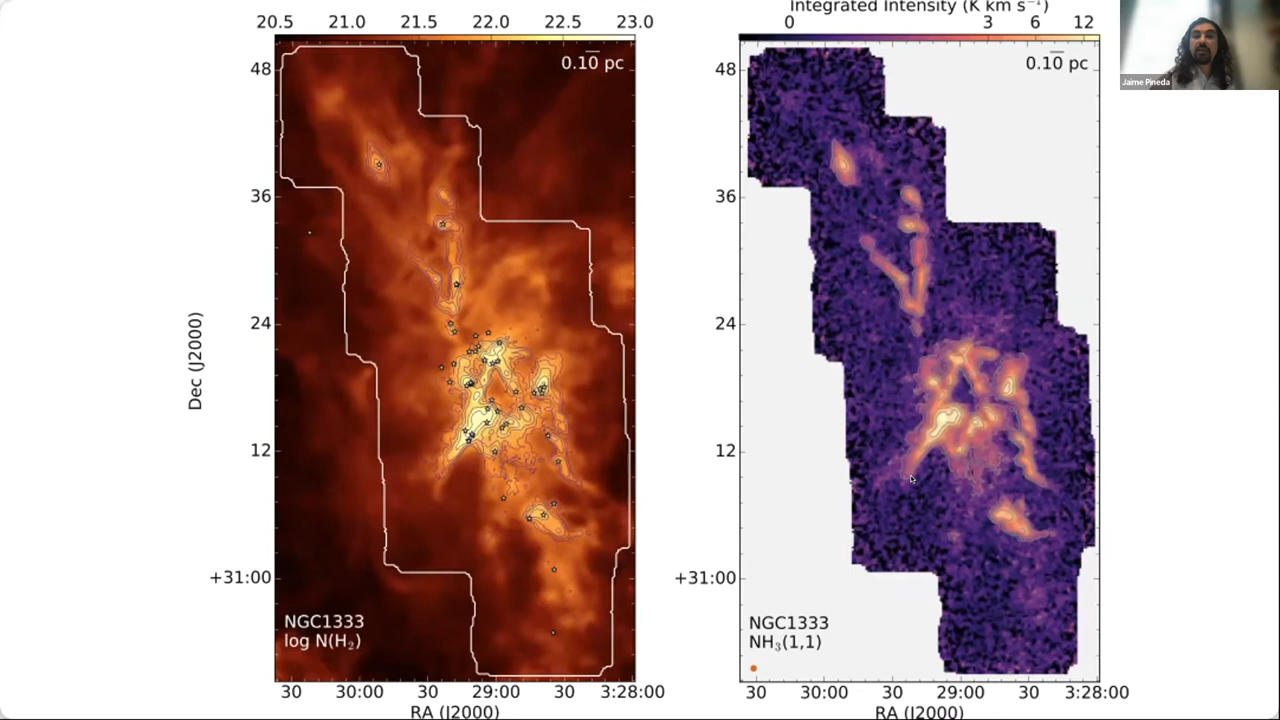 20.5 21.0 21.5 22.0 22.5 23.0
0.10 pc
48
36
24
12
+31:00
Dec (J2000)
NGC1333
log N(H₂)
30 30:00 30 29:00 30 3:28:00
RA (J2000)
Integrated Intensity (K km s⁻¹)
0 3 6 12
0.10 pc
48
36
24
12
+31:00
NGC1333
NH₃(1,1)
30 30:00 30 29:00 30 3:28:00
RA (J2000)
Jaime Pineda